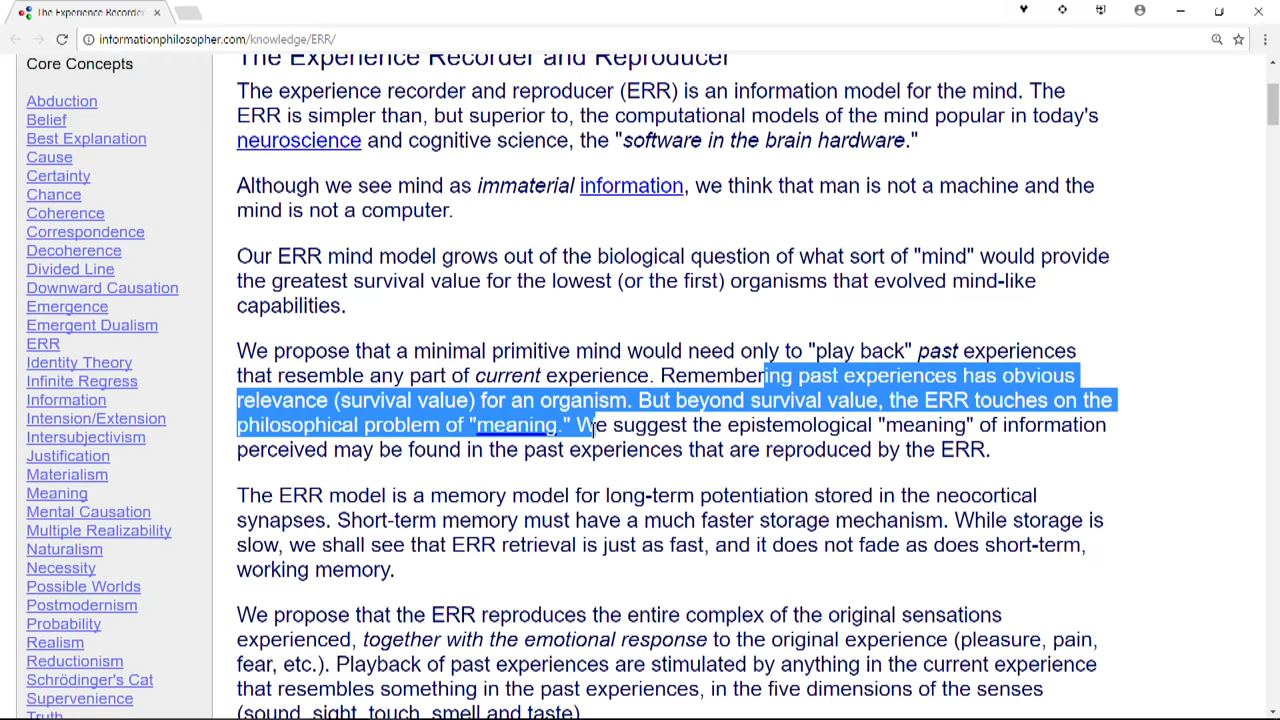 The Experience Recorder
informationphilosopher.com/knowledge/ERR/
Core Concepts
Abduction
Belief
Best Explanation
Cause
Certainty
Chance
Coherence
Correspondence
Decoherence
Divided Line
Downward Causation
Emergence
Emergent Dualism
ERR
Identity Theory
Infinite Regress
Information
Intension/Extension
Intersubjectivism
Justification
Materialism
Meaning
Mental Causation
Multiple Realizability
Naturalism
Necessity
Possible Worlds
Postmodernism
Probability
Realism
Reductionism
Schrödinger's Cat
Supervenience
Truth
The Experience Recorder and Reproducer
The experience recorder and reproducer (ERR) is an information model for the mind. The
ERR is simpler than, but superior to, the computational models of the mind popular in today's
neuroscience and cognitive science, the "software in the brain hardware."
Although we see mind as immaterial information, we think that man is not a machine and the
mind is not a computer.
Our ERR mind model grows out of the biological question of what sort of "mind" would provide
the greatest survival value for the lowest (or the first) organisms that evolved mind-like
capabilities.
We propose that a minimal primitive mind would need only to "play back" past experiences
that resemble any part of current experience. Remembering past experiences has obvious
relevance (survival value) for an organism. But beyond survival value, the ERR touches on the
philosophical problem of "meaning." We suggest the epistemological "meaning" of information
perceived may be found in the past experiences that are reproduced by the ERR.
The ERR model is a memory model for long-term potentiation stored in the neocortical
synapses. Short-term memory must have a much faster storage mechanism. While storage is
slow, we shall see that ERR retrieval is just as fast, and it does not fade as does short-term,
working memory.
We propose that the ERR reproduces the entire complex of the original sensations
experienced, together with the emotional response to the original experience (pleasure, pain,
fear, etc.). Playback of past experiences are stimulated by anything in the current experience
that resembles something in the past experiences, in the five dimensions of the senses
(sound, sight, touch, smell and taste).